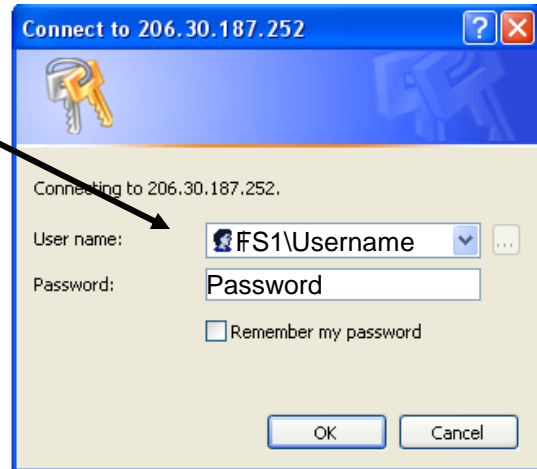 Connect to 206.30.187.252
Connecting to 206.30.187.252.
User name: FS1\Username ...
Password: Password
Remember my password
OK Cancel